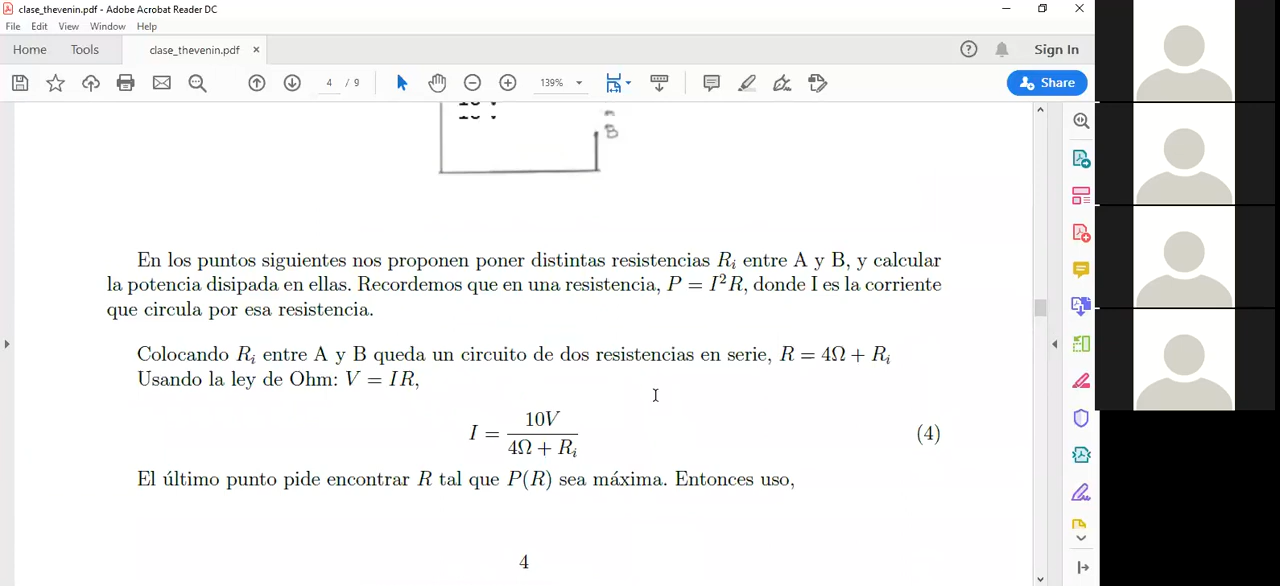 clase_thevenin.pdf - Adobe Acrobat Reader DC
File Edit View Window Help
Home Tools clase_thevenin.pdf × Sign In
4 / 9 139% Share
B
En los puntos siguientes nos proponen poner distintas resistencias Rᵢ entre A y B, y calcular
la potencia disipada en ellas. Recordemos que en una resistencia, P = I²R, donde I es la corriente
que circula por esa resistencia.
Colocando Rᵢ entre A y B queda un circuito de dos resistencias en serie, R = 4Ω + Rᵢ
Usando la ley de Ohm: V = IR,
I = 10V / (4Ω + Rᵢ) (4)
El último punto pide encontrar R tal que P(R) sea máxima. Entonces uso,
4